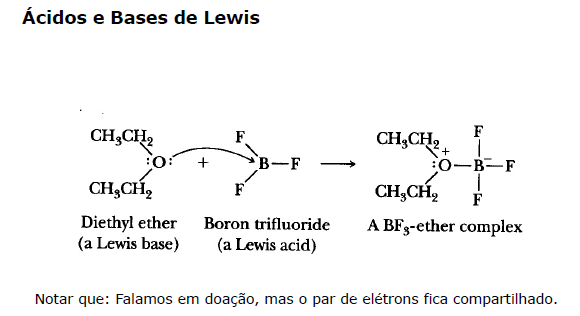 Ácidos e Bases de Lewis
CH₃CH₂
:O:
CH₃CH₂
+
F
B—F
F
CH₃CH₂
+
:O—B—F
−
F
F
CH₃CH₂
Diethyl ether
(a Lewis base)
Boron trifluoride
(a Lewis acid)
A BF₃-ether complex
Notar que: Falamos em doação, mas o par de elétrons fica compartilhado.